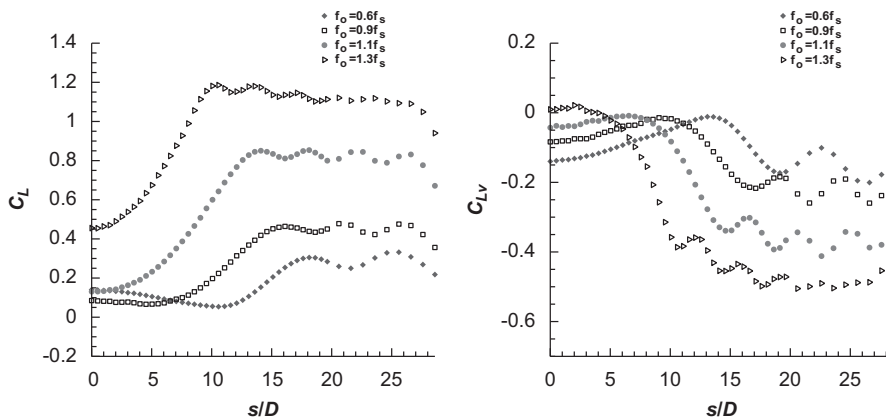 f_o=0.6f_s
f_o=0.9f_s
f_o=1.1f_s
f_o=1.3f_s
1.4
1.2
1
0.8
0.6
0.4
0.2
0
-0.2
C_L
0 5 10 15 20 25
s/D
f_o=0.6f_s
f_o=0.9f_s
f_o=1.1f_s
f_o=1.3f_s
0.2
0
-0.2
-0.4
-0.6
C_Lv
0 5 10 15 20 25
s/D